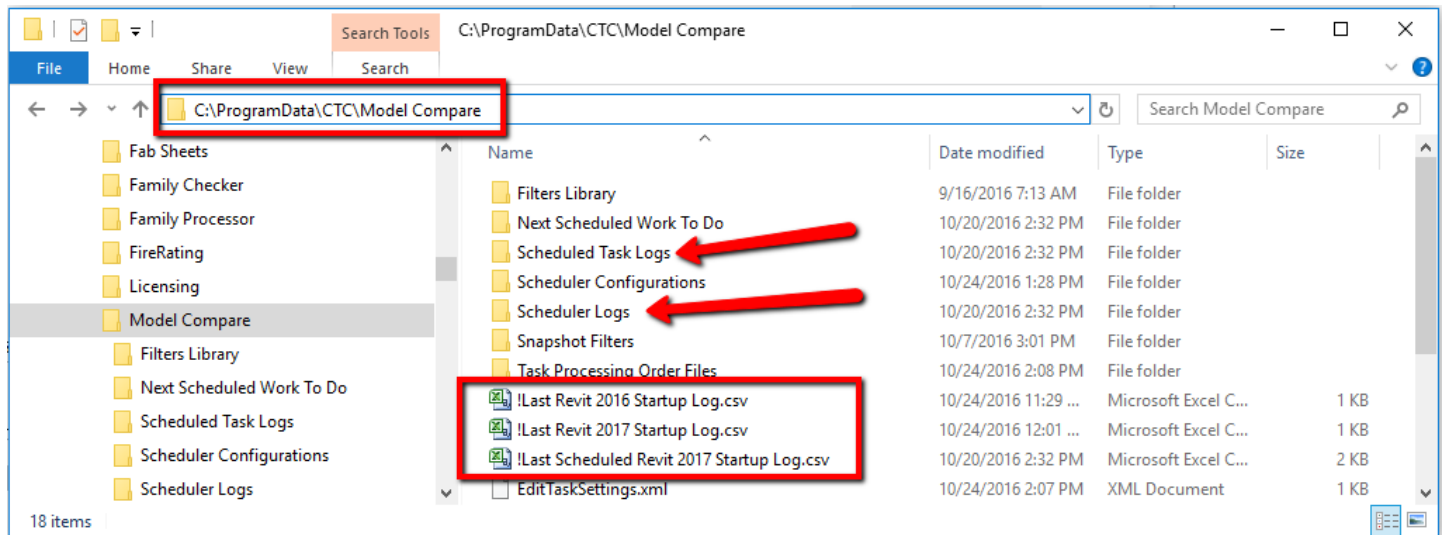 Search Tools C:\ProgramData\CTC\Model Compare
File Home Share View Search
C:\ProgramData\CTC\Model Compare Search Model Compare
Fab Sheets
Family Checker
Family Processor
FireRating
Licensing
Model Compare
Filters Library
Next Scheduled Work To Do
Scheduled Task Logs
Scheduler Configurations
Scheduler Logs
Name Date modified Type Size
Filters Library 9/16/2016 7:13 AM File folder
Next Scheduled Work To Do 10/20/2016 2:32 PM File folder
Scheduled Task Logs 10/20/2016 2:32 PM File folder
Scheduler Configurations 10/24/2016 1:28 PM File folder
Scheduler Logs 10/20/2016 2:32 PM File folder
Snapshot Filters 10/7/2016 3:01 PM File folder
Task Processing Order Files 10/24/2016 2:08 PM File folder
!Last Revit 2016 Startup Log.csv 10/24/2016 11:29 ... Microsoft Excel C... 1 KB
!Last Revit 2017 Startup Log.csv 10/24/2016 12:01 ... Microsoft Excel C... 1 KB
!Last Scheduled Revit 2017 Startup Log.csv 10/20/2016 2:32 PM Microsoft Excel C... 2 KB
EditTaskSettings.xml 10/24/2016 2:07 PM XML Document 1 KB
18 items